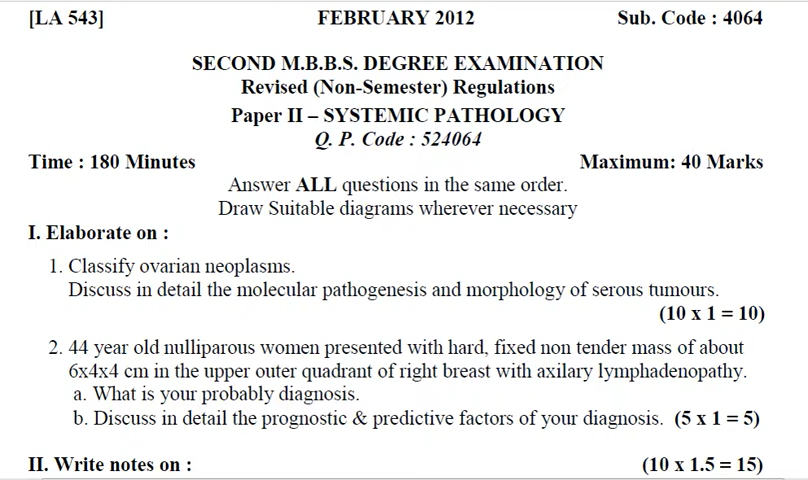 [LA 543] FEBRUARY 2012 Sub. Code : 4064
SECOND M.B.B.S. DEGREE EXAMINATION
Revised (Non-Semester) Regulations
Paper II – SYSTEMIC PATHOLOGY
Q. P. Code : 524064
Time : 180 Minutes Maximum: 40 Marks
Answer ALL questions in the same order.
Draw Suitable diagrams wherever necessary
I. Elaborate on :
1. Classify ovarian neoplasms.
Discuss in detail the molecular pathogenesis and morphology of serous tumours.
(10 x 1 = 10)
2. 44 year old nulliparous women presented with hard, fixed non tender mass of about
6x4x4 cm in the upper outer quadrant of right breast with axilary lymphadenopathy.
a. What is your probably diagnosis.
b. Discuss in detail the prognostic & predictive factors of your diagnosis. (5 x 1 = 5)
II. Write notes on : (10 x 1.5 = 15)